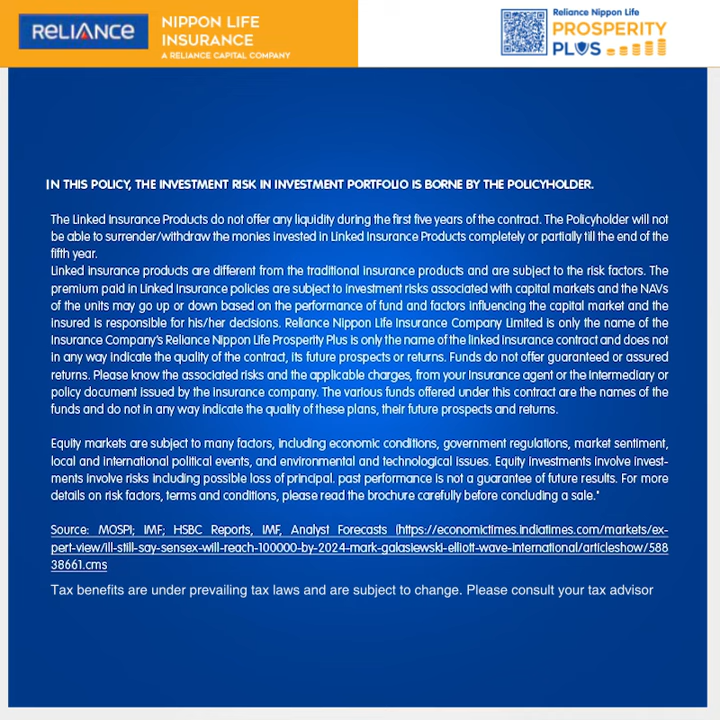 RELIANCE
NIPPON LIFE
INSURANCE
A RELIANCE CAPITAL COMPANY
Reliance Nippon Life
PROSPERITY
PLUS
IN THIS POLICY, THE INVESTMENT RISK IN INVESTMENT PORTFOLIO IS BORNE BY THE POLICYHOLDER.
The Linked Insurance Products do not offer any liquidity during the first five years of the contract. The Policyholder will not
be able to surrender/withdraw the monies invested in Linked Insurance Products completely or partially till the end of the
fifth year.
Linked Insurance products are different from the traditional insurance products and are subject to the risk factors. The
premium paid in Linked Insurance policies are subject to investment risks associated with capital markets and the NAVs
of the units may go up or down based on the performance of fund and factors influencing the capital market and the
insured is responsible for his/her decisions. Reliance Nippon Life Insurance Company Limited is only the name of the
Insurance Company's Reliance Nippon Life Prosperity Plus is only the name of the linked insurance contract and does not
in any way indicate the quality of the contract, its future prospects or returns. Funds do not offer guaranteed or assured
returns. Please know the associated risks and the applicable charges, from your Insurance agent or the Intermediary or
policy document issued by the insurance company. The various funds offered under this contract are the names of the
funds and do not in any way indicate the quality of these plans, their future prospects and returns.
Equity markets are subject to many factors, including economic conditions, government regulations, market sentiment,
local and international political events, and environmental and technological issues. Equity investments involve invest-
ments involve risks including possible loss of principal. past performance is not a guarantee of future results. For more
details on risk factors, terms and conditions, please read the brochure carefully before concluding a sale."
Source: MOSPI; IMF; HSBC Reports, IMF, Analyst Forecasts (https://economictimes.indiatimes.com/markets/ex-
pert-view/ill-still-say-sensex-will-reach-100000-by-2024-mark-galasiewski-elliott-wave-international/articleshow/588
38661.cms
Tax benefits are under prevailing tax laws and are subject to change. Please consult your tax advisor